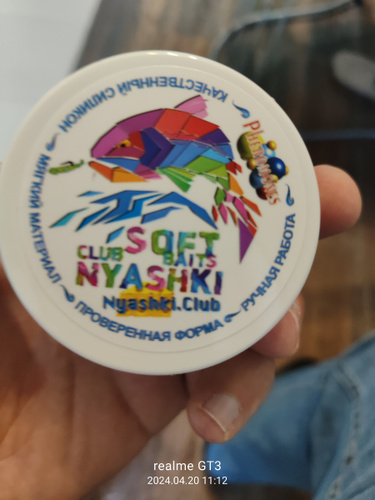 КАЧЕСТВЕННЫЙ СИЛИКОН
МЯГКИЙ МАТЕРИАЛ
ПРОВЕРЕННАЯ ФОРМА
РУЧНАЯ РАБОТА
SOFT
CLUB BAITS
NYASHKI
Nyashki.Club
realme GT3
2024.04.20 11:12